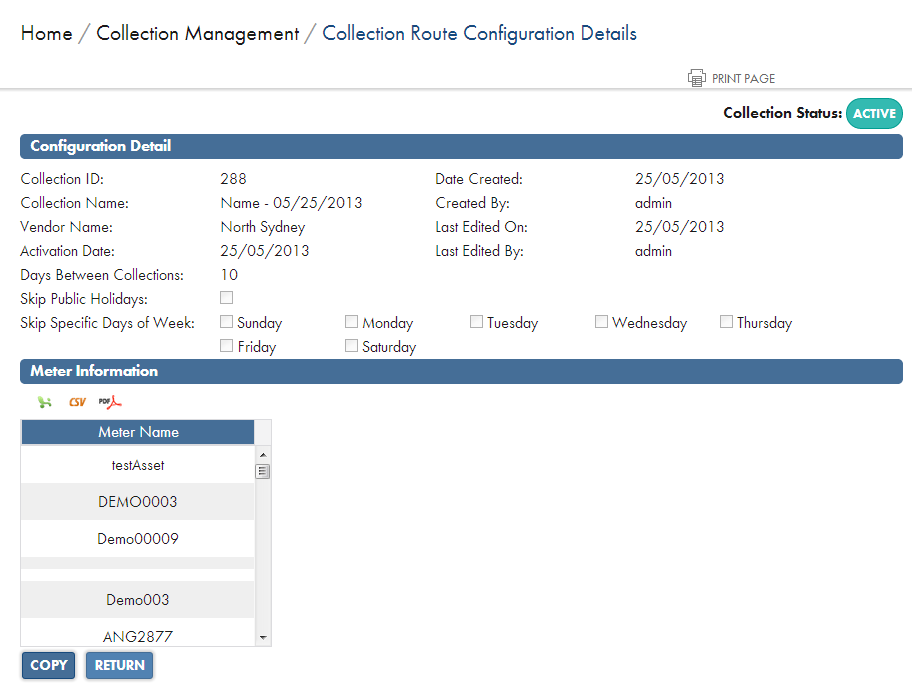 Home / Collection Management / Collection Route Configuration Details
PRINT PAGE
Collection Status: ACTIVE
Configuration Detail
Collection ID: 288 Date Created: 25/05/2013
Collection Name: Name - 05/25/2013 Created By: admin
Vendor Name: North Sydney Last Edited On: 25/05/2013
Activation Date: 25/05/2013 Last Edited By: admin
Days Between Collections: 10
Skip Public Holidays:
Skip Specific Days of Week: Sunday Monday Tuesday Wednesday Thursday
Friday Saturday
Meter Information
CSV PDF
Meter Name
testAsset
DEMO0003
Demo00009
Demo003
ANG2877
COPY RETURN